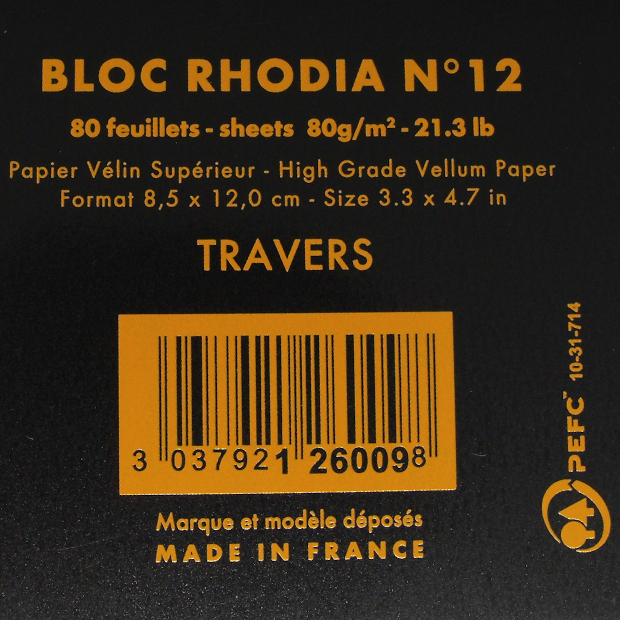 BLOC RHODIA N°12
80 feuillets - sheets 80g/m² - 21.3 lb
Papier Vélin Supérieur - High Grade Vellum Paper
Format 8,5 x 12,0 cm - Size 3.3 x 4.7 in
TRAVERS
3 037921 260098
Marque et modèle déposés
MADE IN FRANCE
PEFC™ 10-31-714